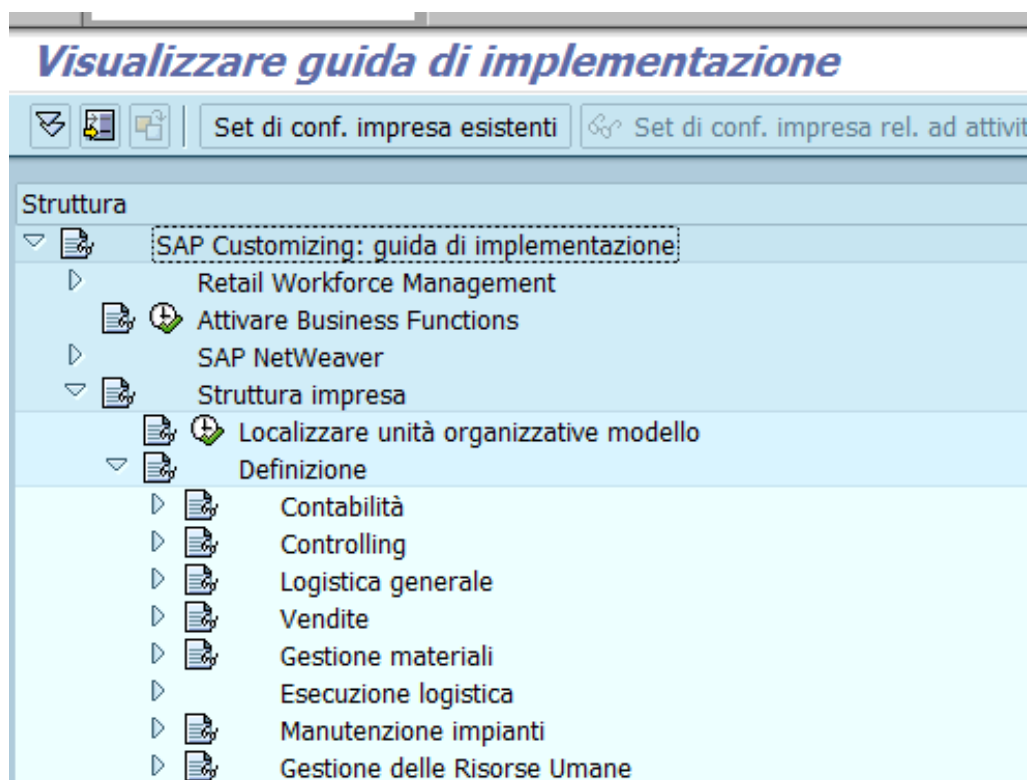 Visualizzare guida di implementazione
Set di conf. impresa esistenti Set di conf. impresa rel. ad attivit
Struttura
SAP Customizing: guida di implementazione
Retail Workforce Management
Attivare Business Functions
SAP NetWeaver
Struttura impresa
Localizzare unità organizzative modello
Definizione
Contabilità
Controlling
Logistica generale
Vendite
Gestione materiali
Esecuzione logistica
Manutenzione impianti
Gestione delle Risorse Umane